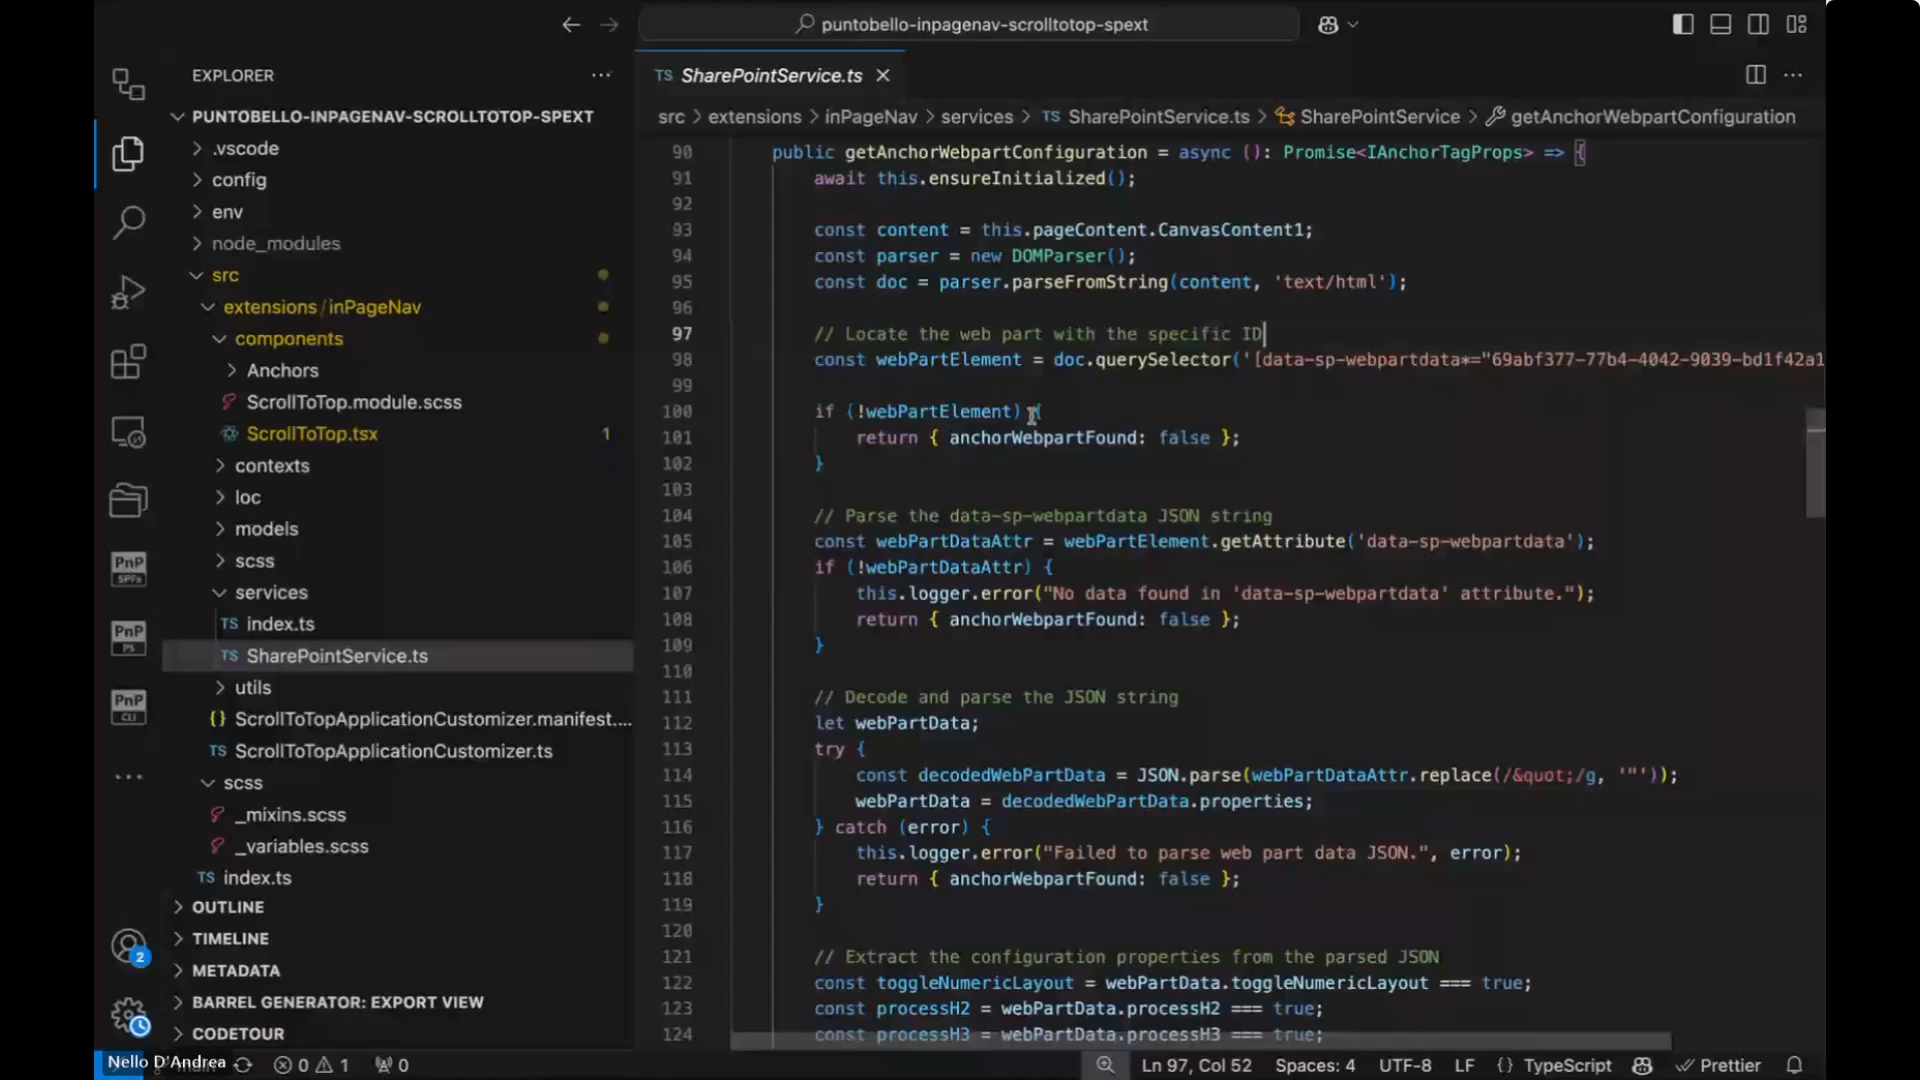 puntobello-inpagenav-scrolltotop-spext
EXPLORER
PUNTOBELLO-INPAGENAV-SCROLLTOTOP-SPEXT
.vscode
config
env
node_modules
src
extensions/inPageNav
components
Anchors
ScrollToTop.module.scss
ScrollToTop.tsx 1
contexts
loc
models
scss
services
TS index.ts
TS SharePointService.ts
utils
{} ScrollToTopApplicationCustomizer.manifest....
TS ScrollToTopApplicationCustomizer.ts
scss
_mixins.scss
_variables.scss
TS index.ts
OUTLINE
TIMELINE
METADATA
BARREL GENERATOR: EXPORT VIEW
CODETOUR
PnP SPFx
PnP PS
PnP CLI
2
TS SharePointService.ts
src > extensions > inPageNav > services > TS SharePointService.ts > SharePointService > getAnchorWebpartConfiguration
90 public getAnchorWebpartConfiguration = async (): Promise<IAnchorTagProps> => {
91 await this.ensureInitialized();
92
93 const content = this.pageContent.CanvasContent1;
94 const parser = new DOMParser();
95 const doc = parser.parseFromString(content, 'text/html');
96
97 // Locate the web part with the specific ID
98 const webPartElement = doc.querySelector('[data-sp-webpartdata*="69abf377-77b4-4042-9039-bd1f42a1
99
100 if (!webPartElement) {
101 return { anchorWebpartFound: false };
102 }
103
104 // Parse the data-sp-webpartdata JSON string
105 const webPartDataAttr = webPartElement.getAttribute('data-sp-webpartdata');
106 if (!webPartDataAttr) {
107 this.logger.error("No data found in 'data-sp-webpartdata' attribute.");
108 return { anchorWebpartFound: false };
109 }
110
111 // Decode and parse the JSON string
112 let webPartData;
113 try {
114 const decodedWebPartData = JSON.parse(webPartDataAttr.replace(/&quot;/g, '"'));
115 webPartData = decodedWebPartData.properties;
116 } catch (error) {
117 this.logger.error("Failed to parse web part data JSON.", error);
118 return { anchorWebpartFound: false };
119 }
120
121 // Extract the configuration properties from the parsed JSON
122 const toggleNumericLayout = webPartData.toggleNumericLayout === true;
123 const processH2 = webPartData.processH2 === true;
124 const processH3 = webPartData.processH3 === true;
Nello D'Andrea 0 1 0 Ln 97, Col 52 Spaces: 4 UTF-8 LF {} TypeScript Prettier